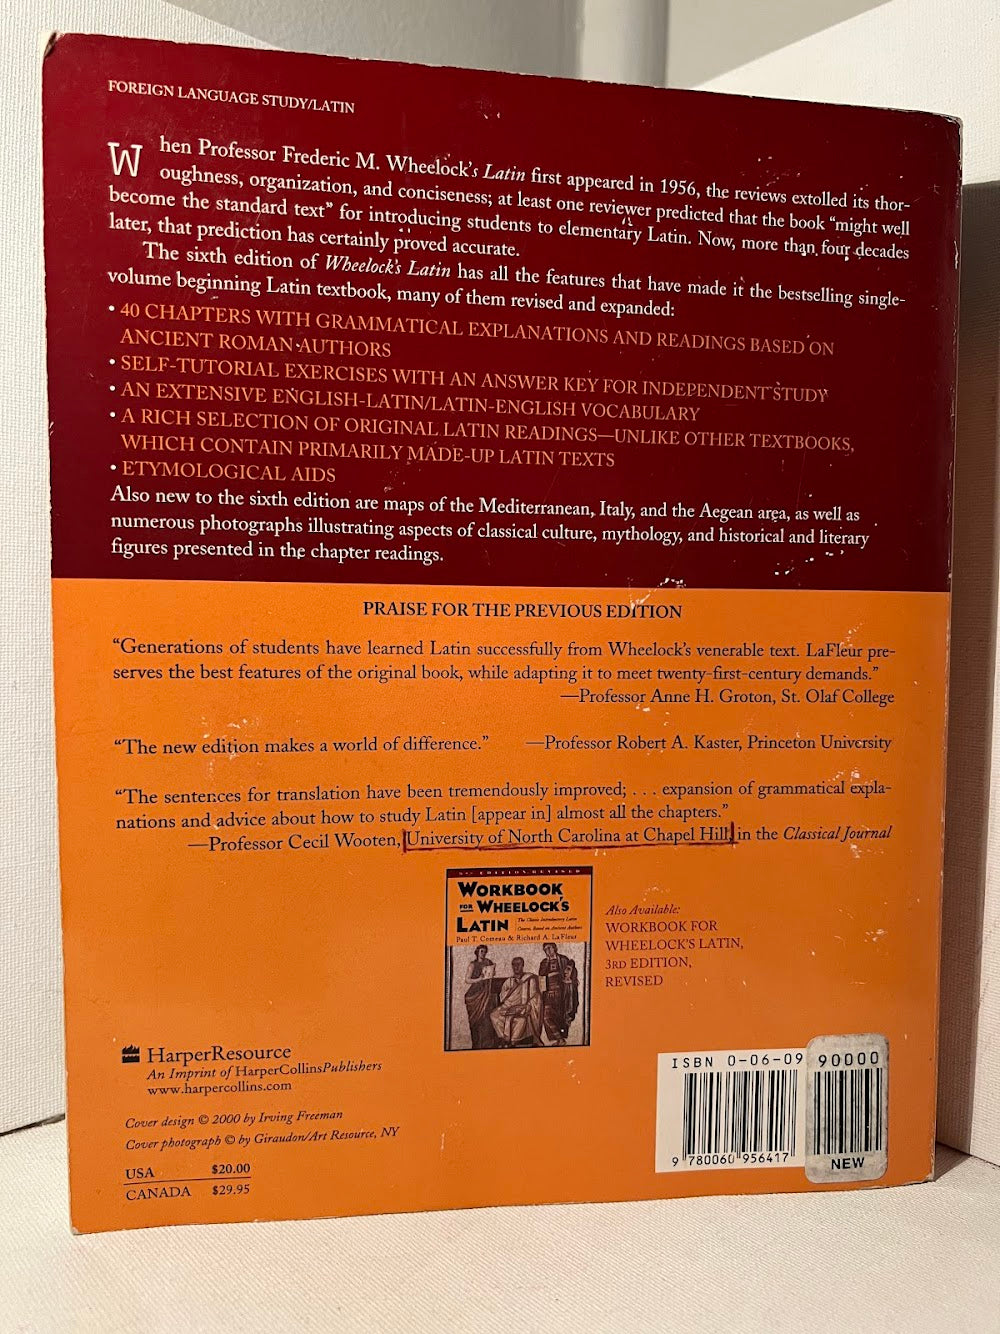 FOREIGN LANGUAGE STUDY/LATIN
When Professor Frederic M. Wheelock's Latin first appeared in 1956, the reviews extolled its thor-
oughness, organization, and conciseness; at least one reviewer predicted that the book "might well
become the standard text" for introducing students to elementary Latin. Now, more than four decades
later, that prediction has certainly proved accurate.
The sixth edition of Wheelock's Latin has all the features that have made it the bestselling single-
volume beginning Latin textbook, many of them revised and expanded:
• 40 CHAPTERS WITH GRAMMATICAL EXPLANATIONS AND READINGS BASED ON
ANCIENT ROMAN AUTHORS
• SELF-TUTORIAL EXERCISES WITH AN ANSWER KEY FOR INDEPENDENT STUDY
• AN EXTENSIVE ENGLISH-LATIN/LATIN-ENGLISH VOCABULARY
• A RICH SELECTION OF ORIGINAL LATIN READINGS—UNLIKE OTHER TEXTBOOKS,
WHICH CONTAIN PRIMARILY MADE-UP LATIN TEXTS
• ETYMOLOGICAL AIDS
Also new to the sixth edition are maps of the Mediterranean, Italy, and the Aegean area, as well as
numerous photographs illustrating aspects of classical culture, mythology, and historical and literary
figures presented in the chapter readings.
PRAISE FOR THE PREVIOUS EDITION
"Generations of students have learned Latin successfully from Wheelock's venerable text. LaFleur pre-
serves the best features of the original book, while adapting it to meet twenty-first-century demands."
—Professor Anne H. Groton, St. Olaf College
"The new edition makes a world of difference." —Professor Robert A. Kaster, Princeton University
"The sentences for translation have been tremendously improved; . . . expansion of grammatical expla-
nations and advice about how to study Latin [appear in] almost all the chapters."
—Professor Cecil Wooten, University of North Carolina at Chapel Hill, in the Classical Journal
3RD EDITION REVISED
WORKBOOK
FOR WHEELOCK'S
LATIN
The Classic Introductory Latin
Course, Based on Ancient Authors
Paul T. Comeau & Richard A. LaFleur
Also Available:
WORKBOOK FOR
WHEELOCK'S LATIN,
3RD EDITION,
REVISED
HarperResource
An Imprint of HarperCollinsPublishers
www.harpercollins.com
Cover design © 2000 by Irving Freeman
Cover photograph © by Giraudon/Art Resource, NY
USA $20.00
CANADA $29.95
ISBN 0-06-09
90000
9 780060 956417
NEW